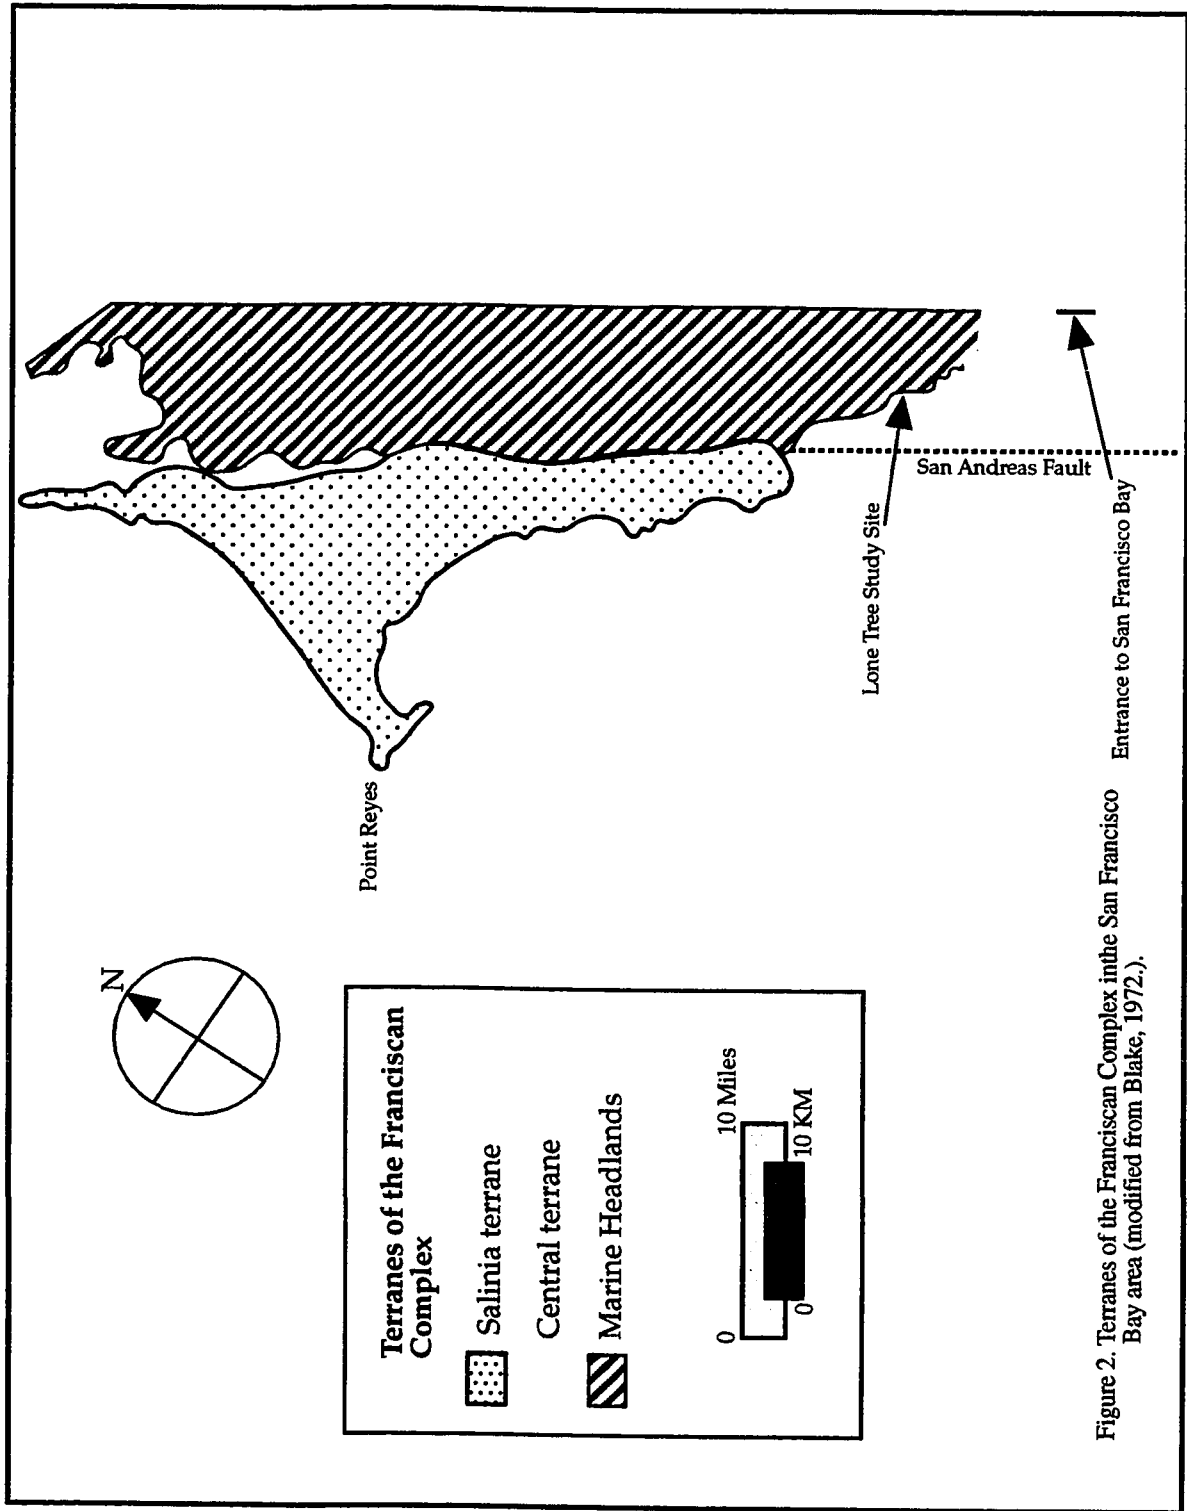 N
Point Reyes
Lone Tree Study Site
San Andreas Fault
Entrance to San Francisco Bay
Terranes of the Franciscan
Complex
Salinia terrane
Central terrane
Marine Headlands
0
10 Miles
0
10 KM
Figure 2. Terranes of the Franciscan Complex inthe San Francisco
Bay area (modified from Blake, 1972.).